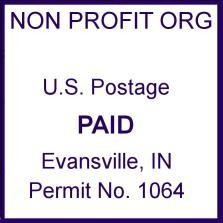 NON PROFIT ORG
U.S. Postage
PAID
Evansville, IN
Permit No. 1064